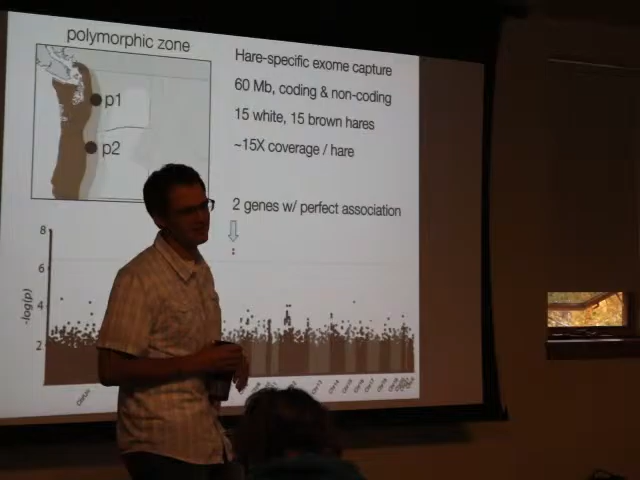 polymorphic zone
p1
p2
Hare-specific exome capture
60 Mb, coding & non-coding
15 white, 15 brown hares
~15X coverage / hare
2 genes w/ perfect association
8
6
4
2
-log(p)